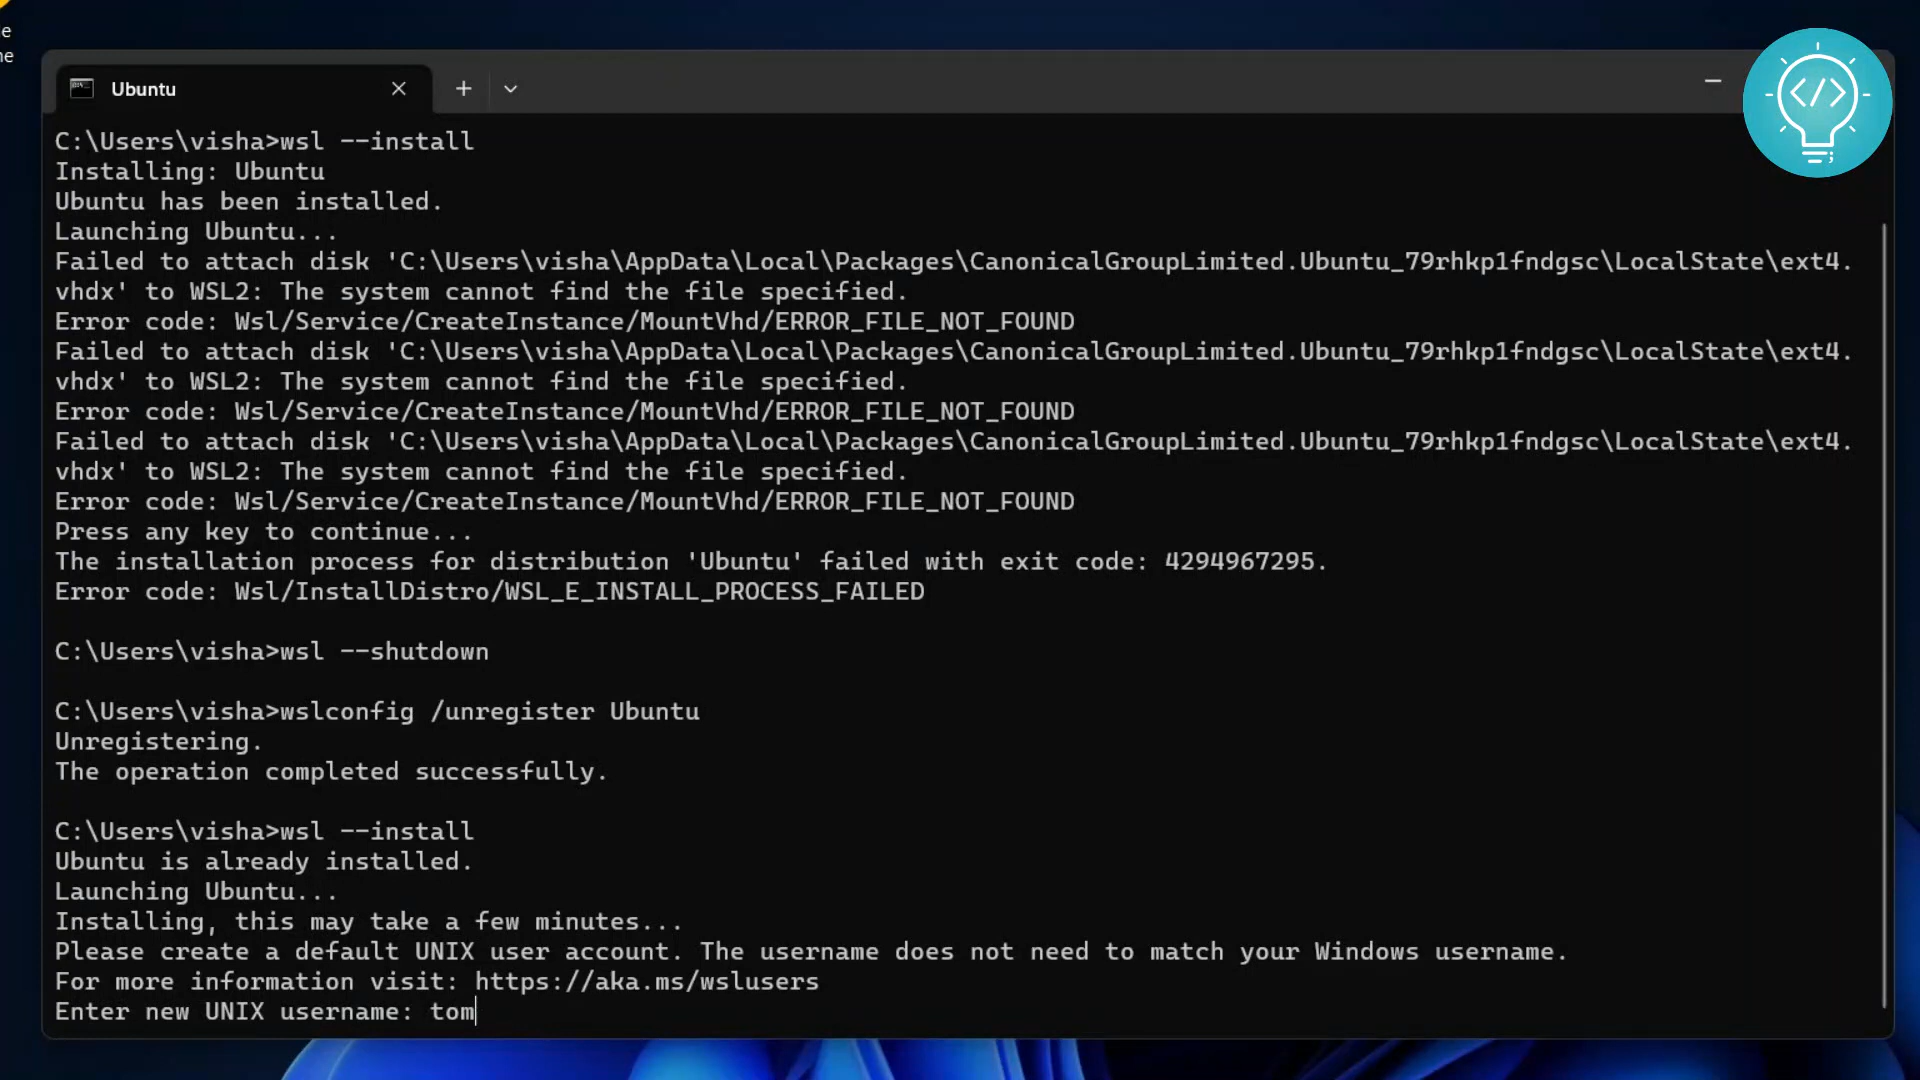 e
ne
Ubuntu
C:\Users\visha>wsl --install
Installing: Ubuntu
Ubuntu has been installed.
Launching Ubuntu...
Failed to attach disk 'C:\Users\visha\AppData\Local\Packages\CanonicalGroupLimited.Ubuntu_79rhkp1fndgsc\LocalState\ext4.
vhdx' to WSL2: The system cannot find the file specified.
Error code: Wsl/Service/CreateInstance/MountVhd/ERROR_FILE_NOT_FOUND
Failed to attach disk 'C:\Users\visha\AppData\Local\Packages\CanonicalGroupLimited.Ubuntu_79rhkp1fndgsc\LocalState\ext4.
vhdx' to WSL2: The system cannot find the file specified.
Error code: Wsl/Service/CreateInstance/MountVhd/ERROR_FILE_NOT_FOUND
Failed to attach disk 'C:\Users\visha\AppData\Local\Packages\CanonicalGroupLimited.Ubuntu_79rhkp1fndgsc\LocalState\ext4.
vhdx' to WSL2: The system cannot find the file specified.
Error code: Wsl/Service/CreateInstance/MountVhd/ERROR_FILE_NOT_FOUND
Press any key to continue...
The installation process for distribution 'Ubuntu' failed with exit code: 4294967295.
Error code: Wsl/InstallDistro/WSL_E_INSTALL_PROCESS_FAILED
C:\Users\visha>wsl --shutdown
C:\Users\visha>wslconfig /unregister Ubuntu
Unregistering.
The operation completed successfully.
C:\Users\visha>wsl --install
Ubuntu is already installed.
Launching Ubuntu...
Installing, this may take a few minutes...
Please create a default UNIX user account. The username does not need to match your Windows username.
For more information visit: https://aka.ms/wslusers
Enter new UNIX username: tom